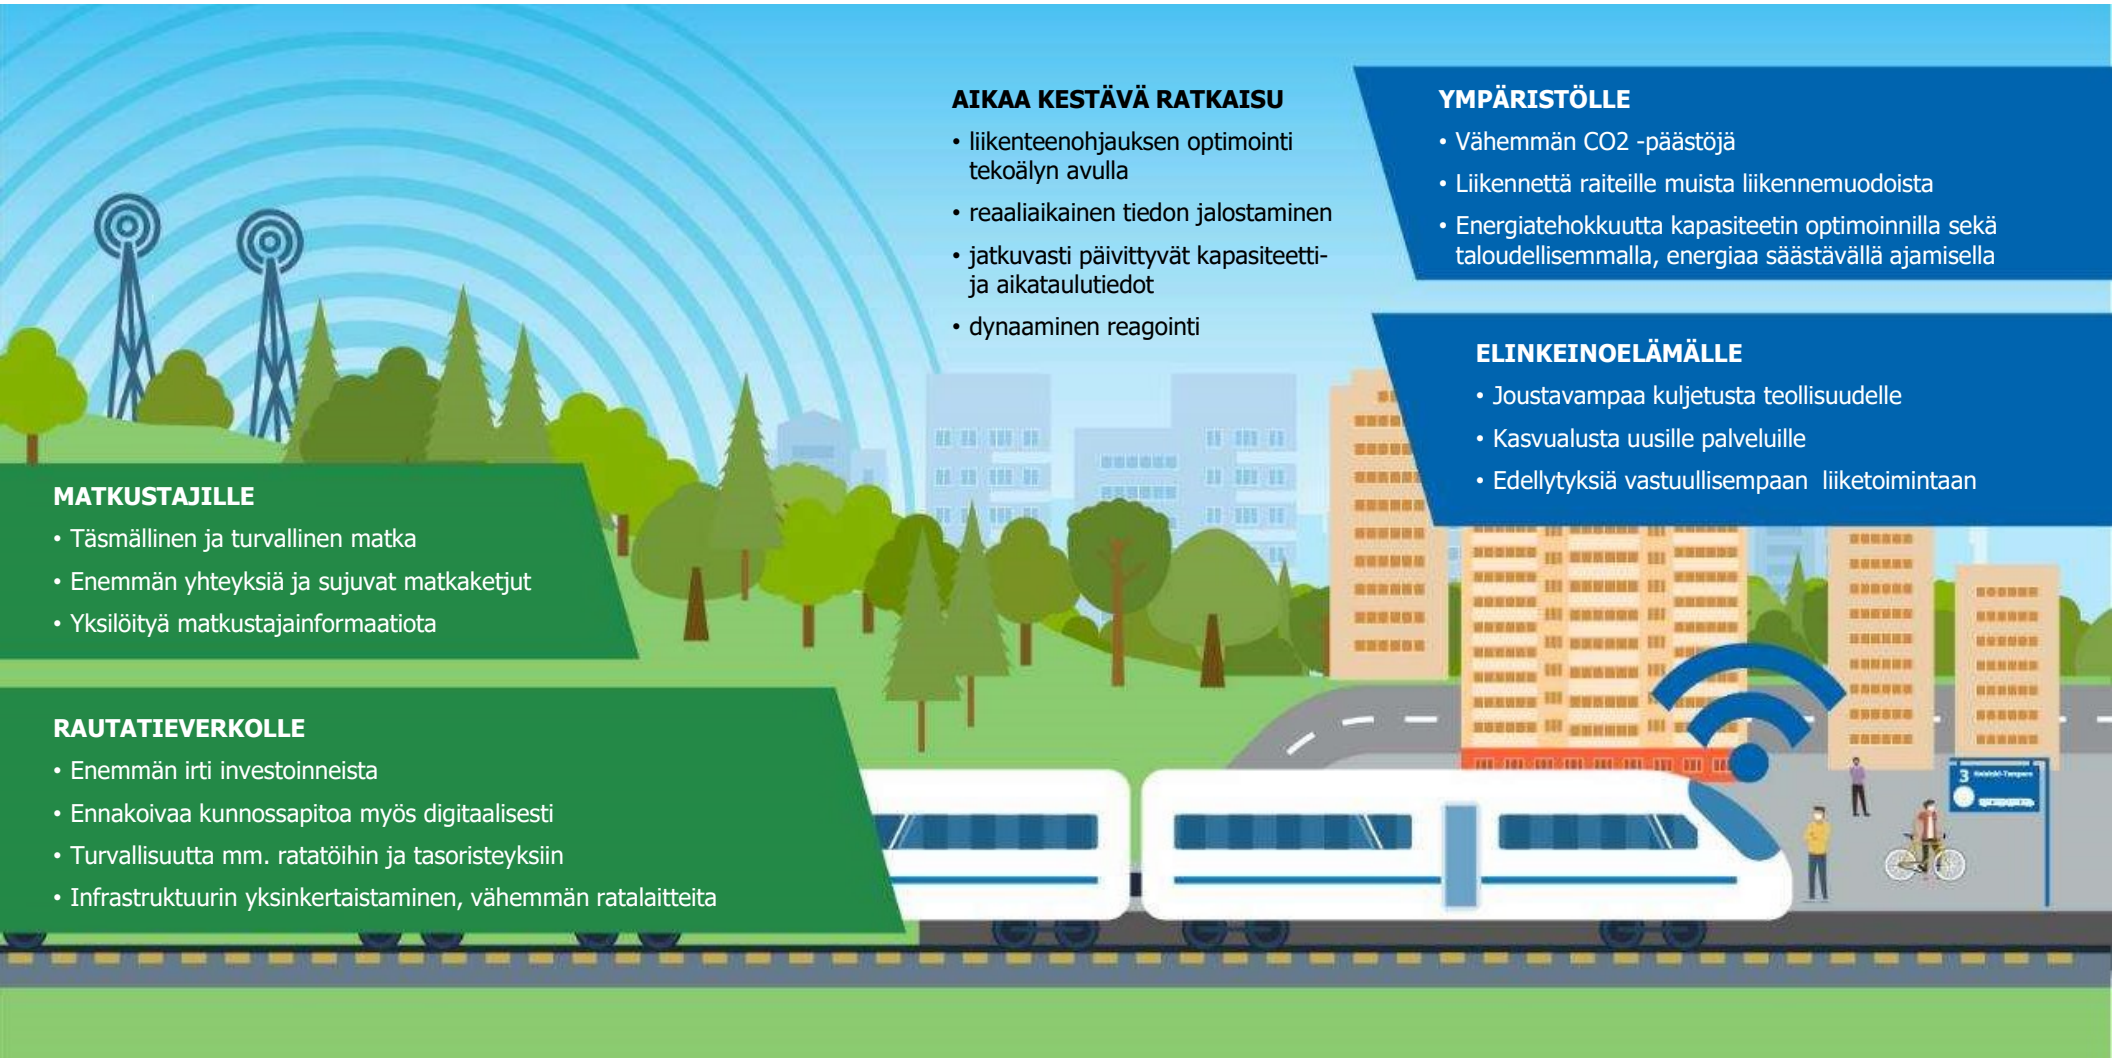 AIKAA KESTÄVÄ RATKAISU
• liikenteenohjauksen optimointi
tekoälyn avulla
• reaaliaikainen tiedon jalostaminen
• jatkuvasti päivittyvät kapasiteetti-
ja aikataulutiedot
• dynaaminen reagointi
YMPÄRISTÖLLE
• Vähemmän CO2 -päästöjä
• Liikennettä raiteille muista liikennemuodoista
• Energiatehokkuutta kapasiteetin optimoinnilla sekä
taloudellisemmalla, energiaa säästävällä ajamisella
ELINKEINOELÄMÄLLE
• Joustavampaa kuljetusta teollisuudelle
• Kasvualusta uusille palveluille
• Edellytyksiä vastuullisempaan liiketoimintaan
MATKUSTAJILLE
• Täsmällinen ja turvallinen matka
• Enemmän yhteyksiä ja sujuvat matkaketjut
• Yksilöityä matkustajainformaatiota
RAUTATIEVERKOLLE
• Enemmän irti investoinneista
• Ennakoivaa kunnossapitoa myös digitaalisesti
• Turvallisuutta mm. ratatöihin ja tasoristeyksiin
• Infrastruktuurin yksinkertaistaminen, vähemmän ratalaitteita
3 Helsinki-Tampere